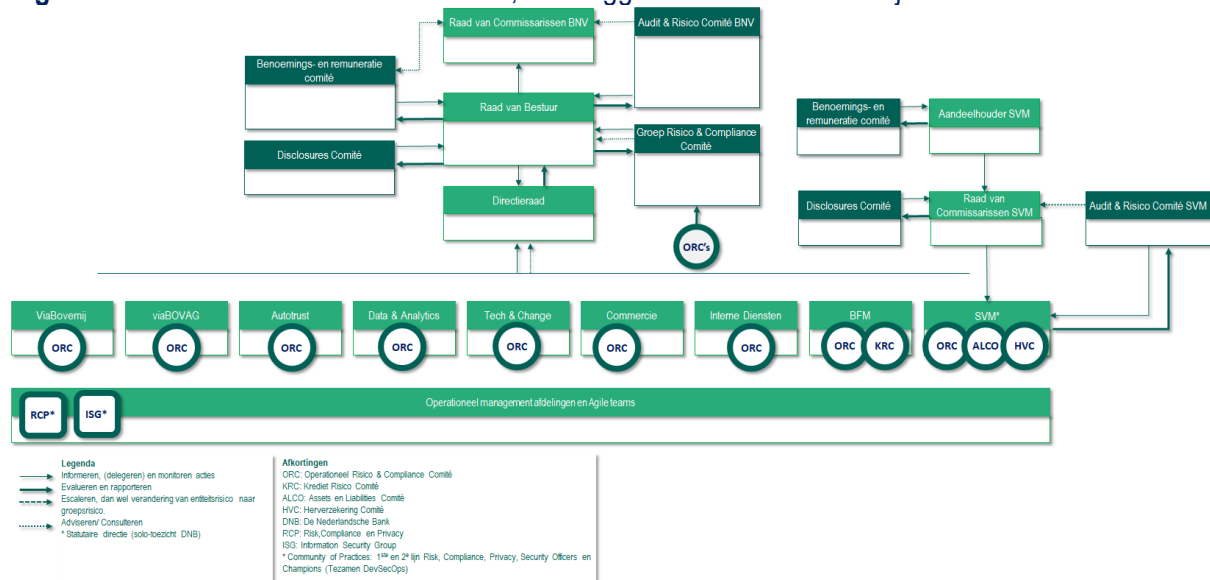 Raad van Commissarissen BNV
Audit & Risico Comité BNV
Benoemings- en remuneratie
comité
Raad van Bestuur
Disclosures Comité
Groep Risico & Compliance
Comité
Directieraad
ORC's
Benoemings- en
remuneratie comité
Aandeelhouder SVM
Disclosures Comité
Raad van
Commissarissen SVM
Audit & Risico Comité SVM
ViaBovemij
ORC
viaBOVAG
ORC
Autotrust
ORC
Data & Analytics
ORC
Tech & Change
ORC
Commercie
ORC
Interne Diensten
ORC
BFM
ORC
KRC
SVM*
ORC
ALCO
HVC
Operationeel management afdelingen en Agile teams
RCP*
ISG*
Legenda
Informeren, (delegeren) en monitoren acties
Evalueren en rapporteren
Escaleren, dan wel verandering van entiteitsrisico naar
groepsrisico.
Adviseren/ Consulteren
* Statutaire directie (solo-toezicht DNB)
Afkortingen
ORC: Operationeel Risico & Compliance Comité
KRC: Krediet Risico Comité
ALCO: Assets en Liabilities Comité
HVC: Herverzekering Comité
DNB: De Nederlandsche Bank
RCP: Risk,Compliance en Privacy
ISG: Information Security Group
* Community of Practices: 1ste en 2e lijn Risk, Compliance, Privacy, Security Officers en
Champions (Tezamen DevSecOps)